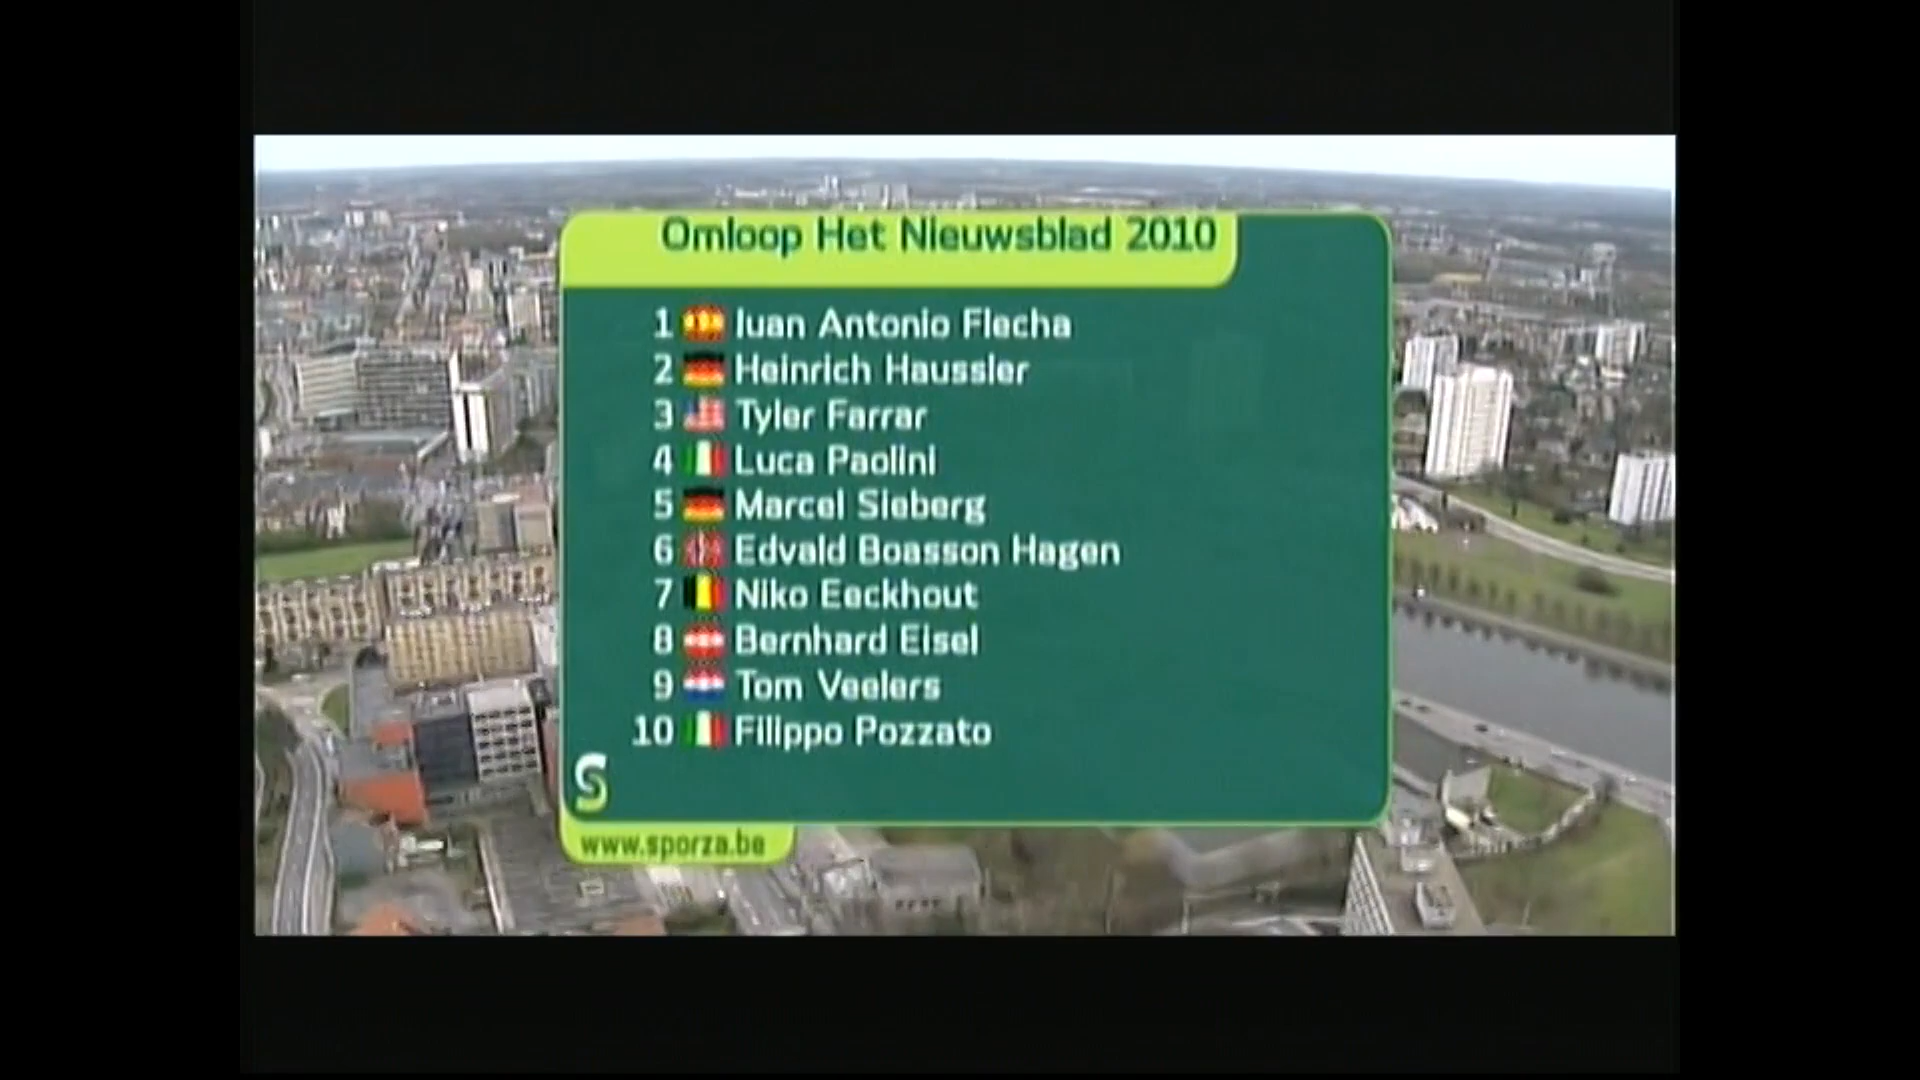 Omloop Het Nieuwsblad 2010
1 Juan Antonio Flecha
2 Heinrich Haussler
3 Tyler Farrar
4 Luca Paolini
5 Marcel Sieberg
6 Edvald Boasson Hagen
7 Niko Eeckhout
8 Bernhard Eisel
9 Tom Veelers
10 Filippo Pozzato
S
www.sporza.be